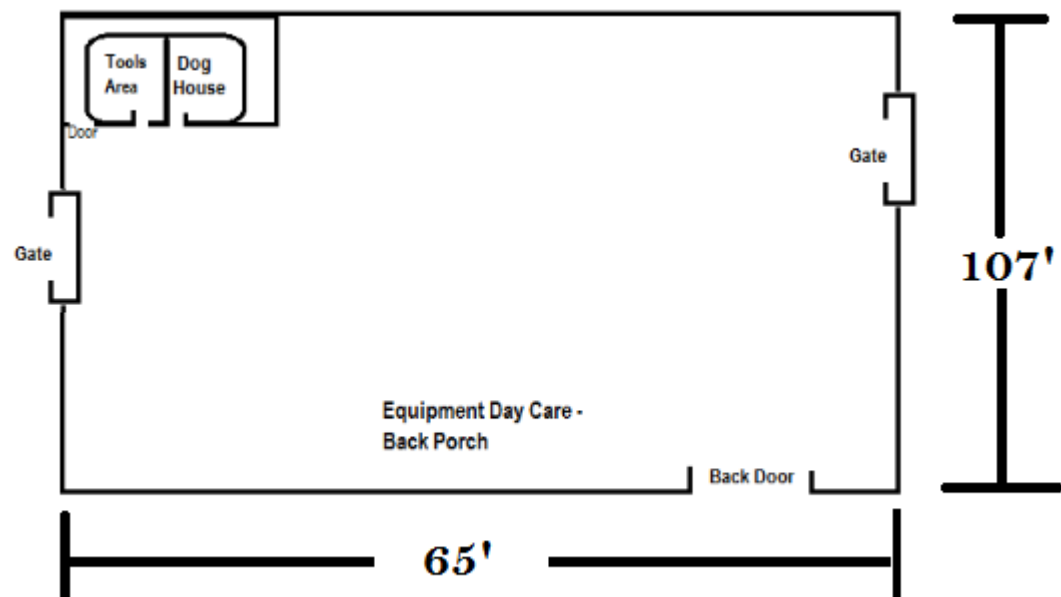 Tools
Area
Dog
House
Door
Gate
Gate
107'
Equipment Day Care -
Back Porch
Back Door
65'